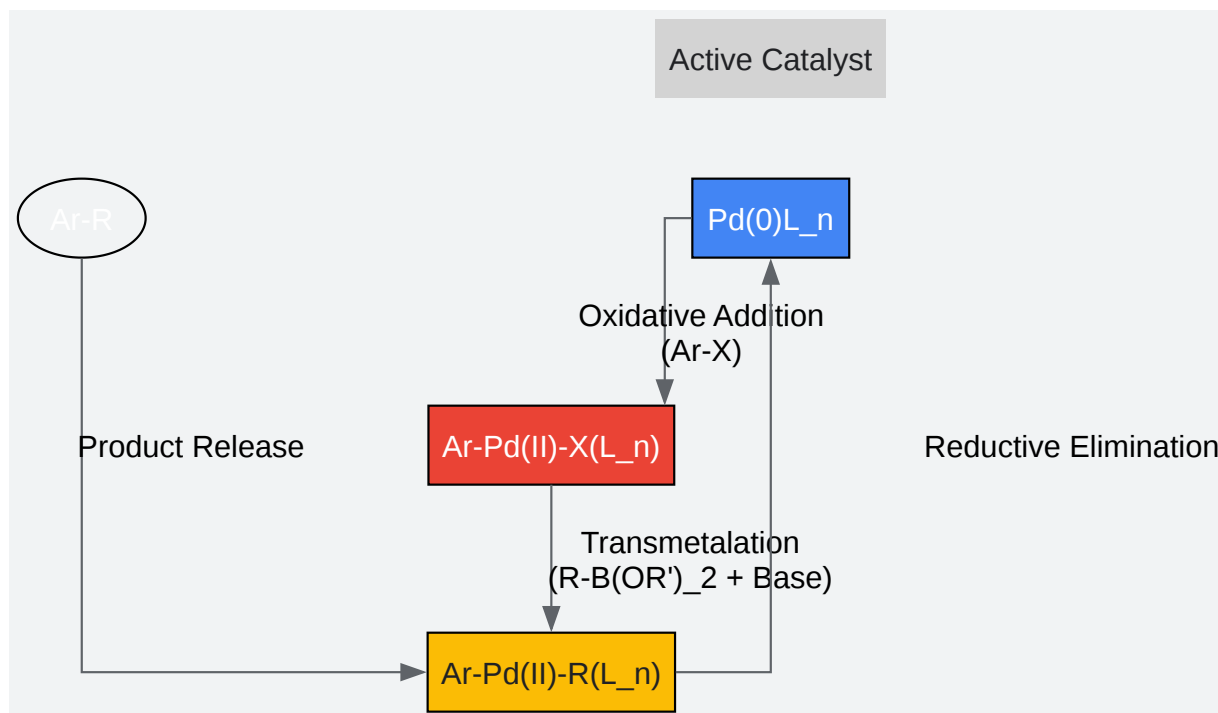 Active Catalyst
Ar-R
Pd(0)L_n
Oxidative Addition
(Ar-X)
Product Release
Ar-Pd(II)-X(L_n)
Reductive Elimination
Transmetalation
(R-B(OR')_2 + Base)
Ar-Pd(II)-R(L_n)